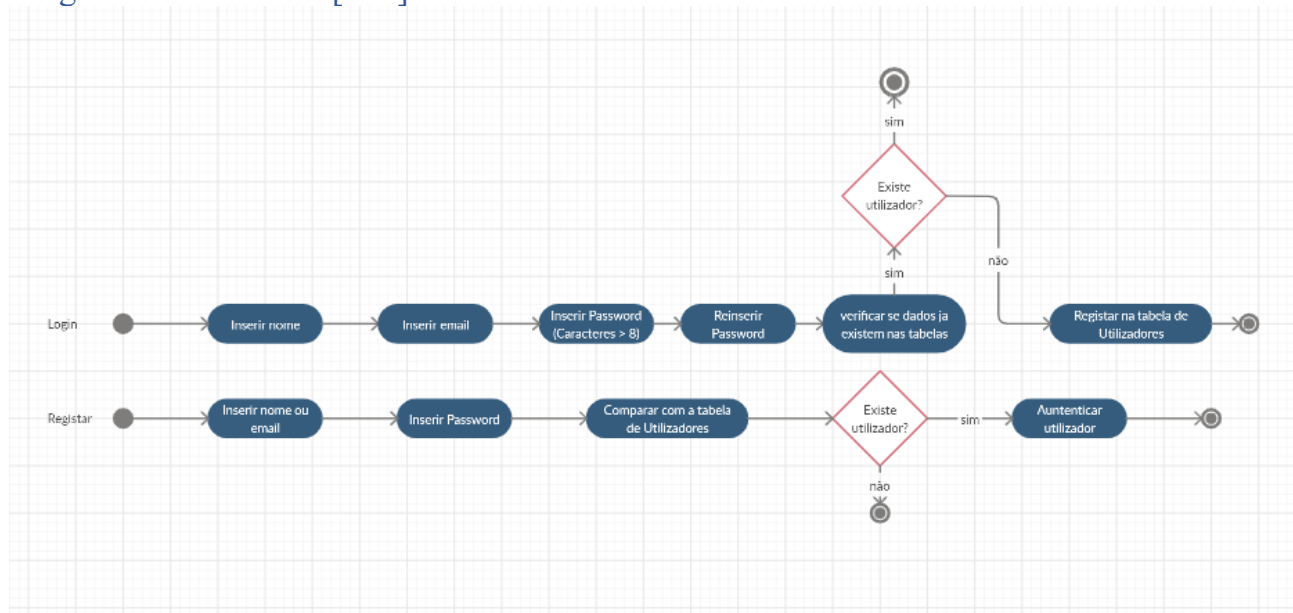 sim
Existe
utilizador?
não
sim
Login
Inserir nome
Inserir email
Inserir Password
(Caracteres > 8)
Reinserir
Password
verificar se dados ja
existem nas tabelas
Registar na tabela de
Utilizadores
Registar
Inserir nome ou
email
Inserir Password
Comparar com a tabela
de Utilizadores
Existe
utilizador?
sim
Auntenticar
utilizador
não